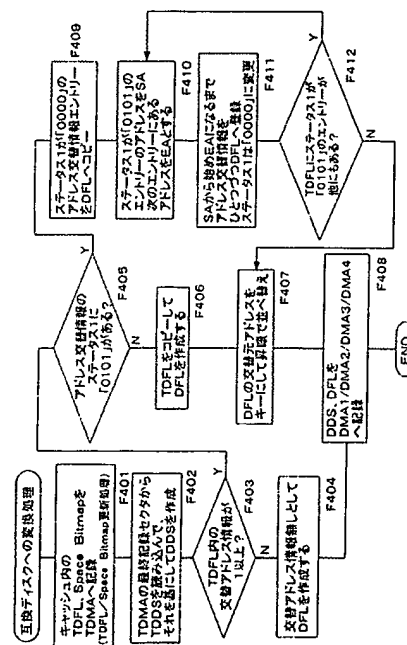 互換ディスクへの変換処理
キャッシュ内の
TDFL、Space Bitmapを
TDMAへ記録
(TDFL/Space Bitmap更新処理)
F401
TDMAの最終記録セクタから
TDDSを読み込んで、
それを基にしてDDSを作成
F402
TDFL内の
交替アドレス情報が
1以上?
F403
Y
N
交替アドレス情報無しとして
DFLを作成する
F404
アドレス交替情報の
ステータス1に
「0101」がある?
F405
Y
N
TDFLをコピーして
DFLを作成する
F406
DFLの交替元アドレスを
キーにして昇順で並べ替え
F407
DDS、DFLを
DMA1/DMA2/DMA3/DMA4
へ記録
F408
END
ステータス1が「0000」の
アドレス交替情報エントリー
をDFLへコピー
F409
ステータス1が「0101」の
エントリーのアドレスをSA
次のエントリーにある
アドレスをEAとする
F410
SAから始めEAになるまで
アドレス交替情報を
ひとつづつDFLへ登録
ステータス1は「0000」に変更
F411
TDFLにステータス1が
「0101」のエントリーが
他にもある?
F412
Y
N